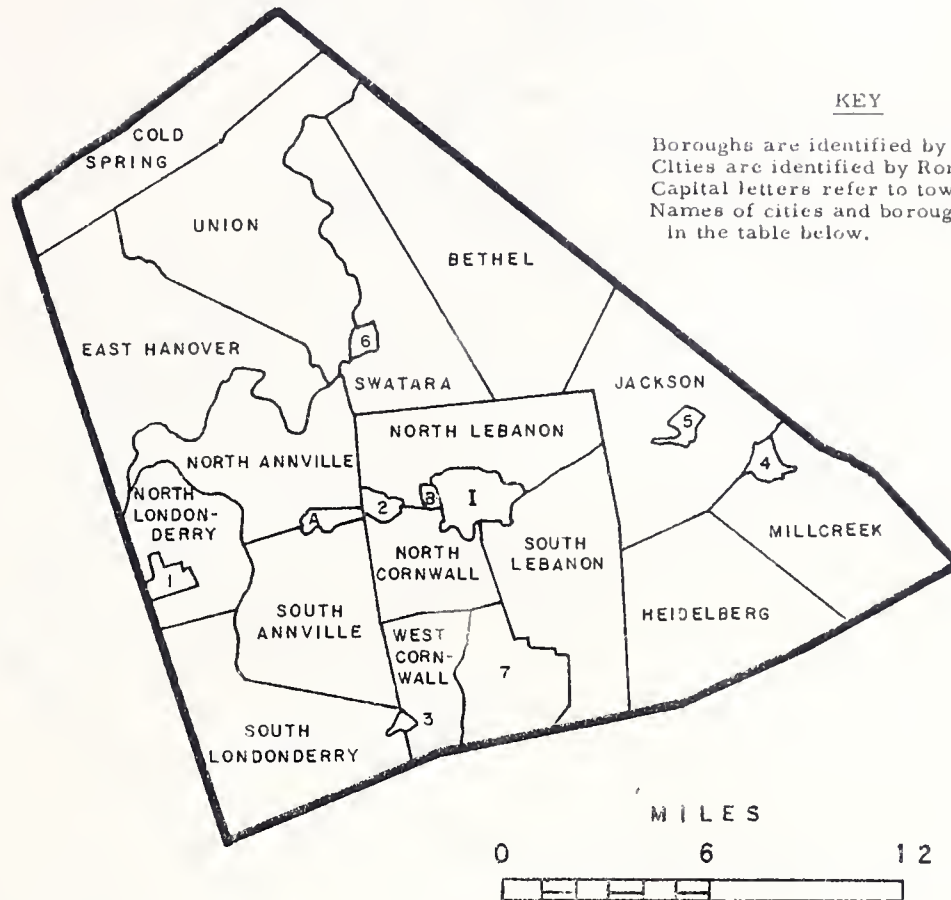 KEY
Boroughs are identified by
Cities are identified by
Capital letters refer to
Names of cities and
in the table below.
COLD
SPRING
UNION
BETHEL
EAST HANOVER
6
SWATARA
JACKSON
5
NORTH LEBANON
NORTH ANNVILLE
4
NORTH
LONDON-
DERRY
A
2
B
I
MILLCREEK
NORTH
CORNWALL
SOUTH
LEBANON
1
SOUTH
ANNVILLE
HEIDELBERG
WEST
CORN-
WALL
7
3
SOUTH
LONDONDERRY
MILES
0 6 12